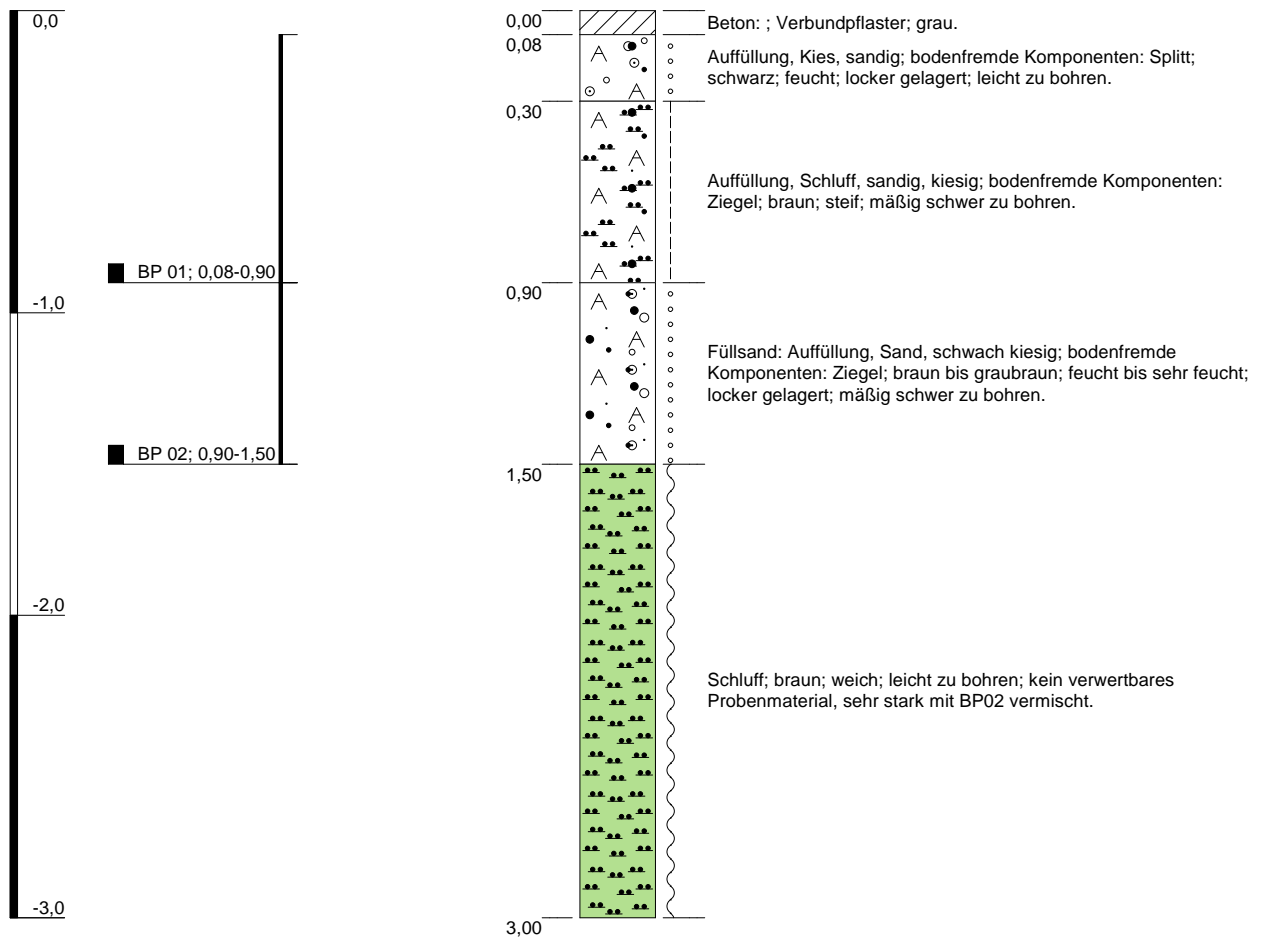 0,0
0,00
Beton: ; Verbundpflaster; grau.
0,08
Auffüllung, Kies, sandig; bodenfremde Komponenten: Splitt;
schwarz; feucht; locker gelagert; leicht zu bohren.
0,30
Auffüllung, Schluff, sandig, kiesig; bodenfremde Komponenten:
Ziegel; braun; steif; mäßig schwer zu bohren.
BP 01; 0,08-0,90
0,90
-1,0
Füllsand: Auffüllung, Sand, schwach kiesig; bodenfremde
Komponenten: Ziegel; braun bis graubraun; feucht bis sehr feucht;
locker gelagert; mäßig schwer zu bohren.
BP 02; 0,90-1,50
1,50
-2,0
Schluff; braun; weich; leicht zu bohren; kein verwertbares
Probenmaterial, sehr stark mit BP02 vermischt.
-3,0
3,00